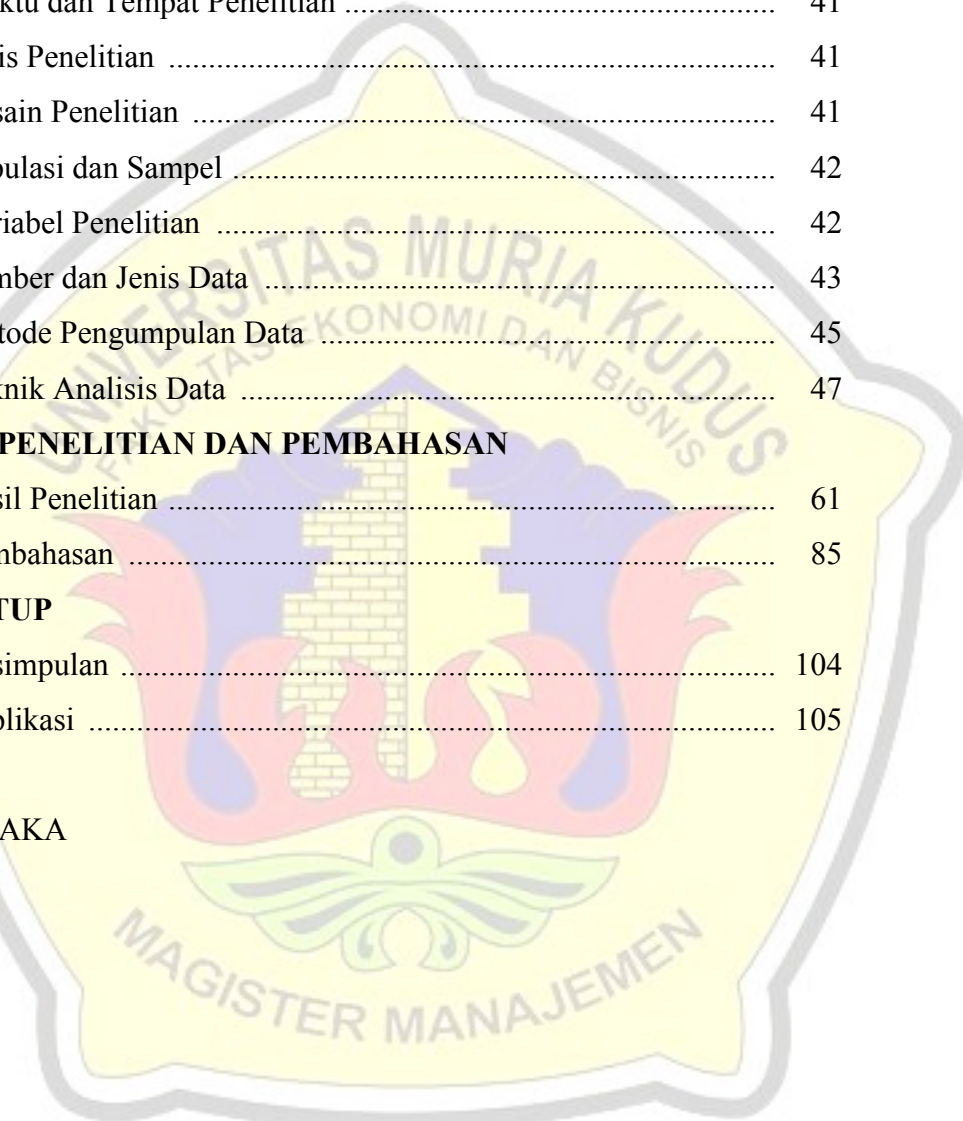 ktu dan Tempat Penelitian ...................................................... 41
is Penelitian ............................................................................ 41
sain Penelitian ......................................................................... 41
pulasi dan Sampel .................................................................... 42
riabel Penelitian ...................................................................... 42
mber dan Jenis Data ................................................................ 43
tode Pengumpulan Data ......................................................... 45
knik Analisis Data ................................................................... 47
PENELITIAN DAN PEMBAHASAN
sil Penelitian ............................................................................ 61
mbahasan ................................................................................. 85
TUP
simpulan .................................................................................. 104
plikasi ...................................................................................... 105
AKA
UNIVERSITAS MURIA KUDUS
FAKULTAS EKONOMI DAN BISNIS
MAGISTER MANAJEMEN